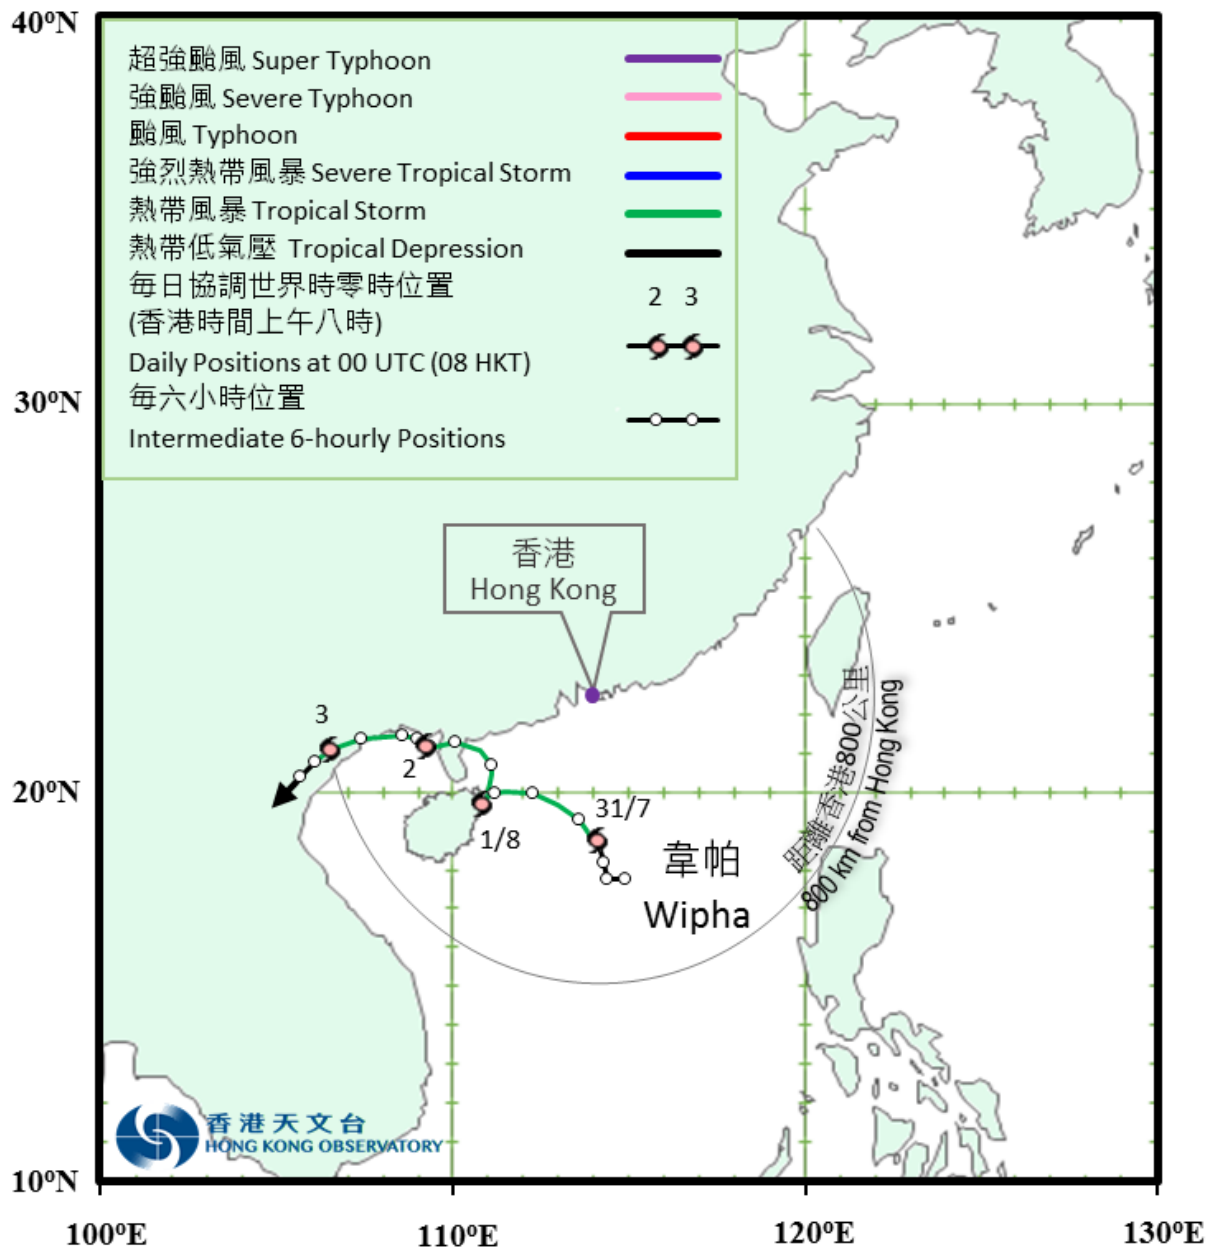 40ºN
超強颱風 Super Typhoon
強颱風 Severe Typhoon
颱風 Typhoon
強烈熱帶風暴 Severe Tropical Storm
熱帶風暴 Tropical Storm
熱帶低氣壓 Tropical Depression
每日協調世界時零時位置
(香港時間上午八時)
2 3
Daily Positions at 00 UTC (08 HKT)
每六小時位置
Intermediate 6-hourly Positions
30ºN
香港
Hong Kong
距離香港800公里
800 km from Hong Kong
3
2
20ºN
31/7
1/8
韋帕
Wipha
香港天文台
HONG KONG OBSERVATORY
10ºN
100ºE
110ºE
120ºE
130ºE